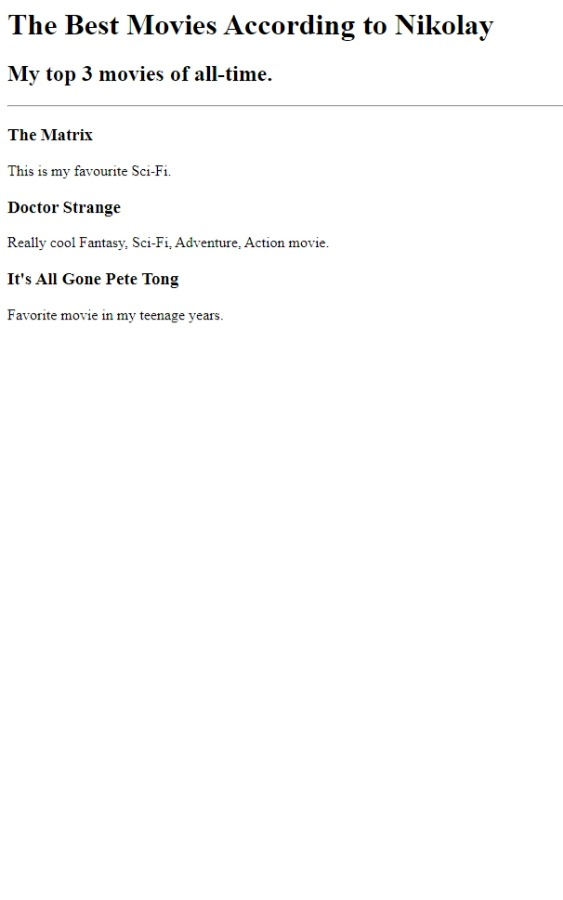 The Best Movies According to Nikolay
My top 3 movies of all-time.
The Matrix
This is my favourite Sci-Fi.
Doctor Strange
Really cool Fantasy, Sci-Fi, Adventure, Action movie.
It's All Gone Pete Tong
Favorite movie in my teenage years.